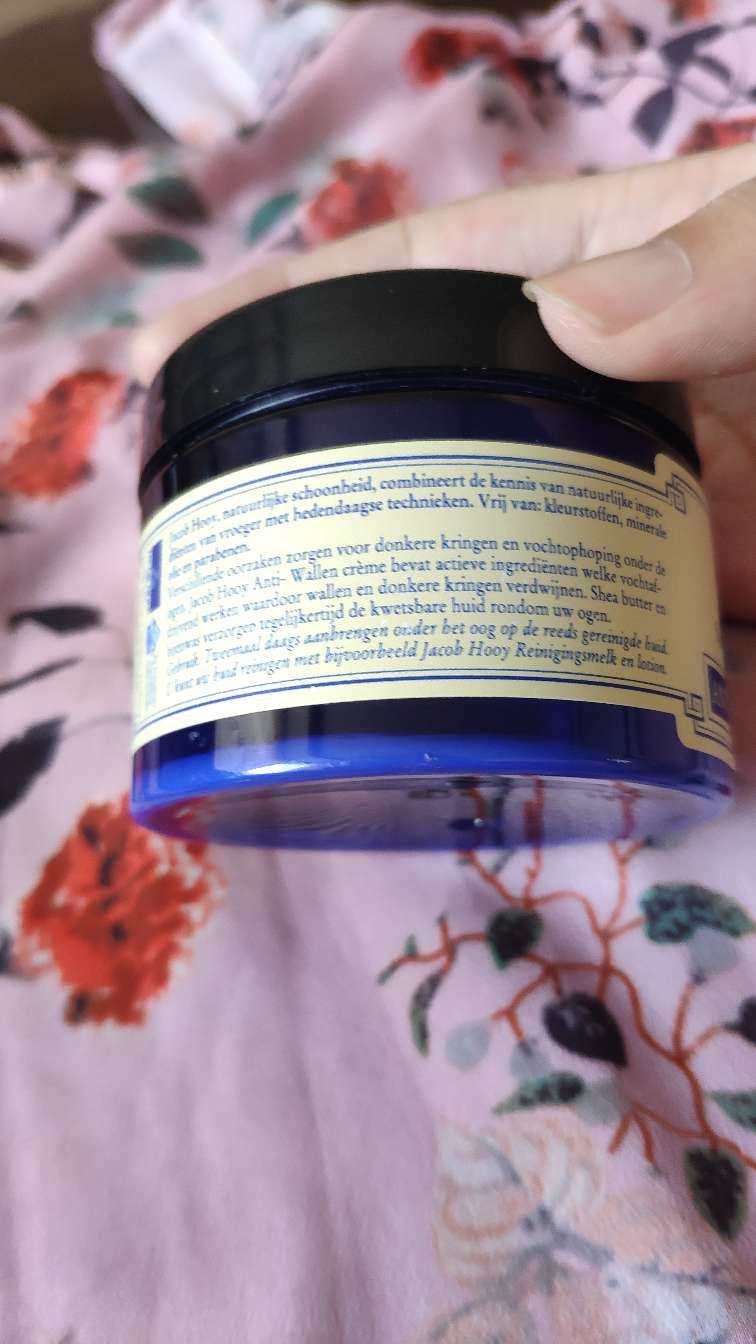 Jacob Hooy, natuurlijke schoonheid, combineert de kennis van natuurlijke ingre-
diënten van vroeger met hedendaagse technieken. Vrij van: kleurstoffen, minerale
olie en parabenen.
Verschillende oorzaken zorgen voor donkere kringen en vochtophoping onder de
ogen. Jacob Hooy Anti- Wallen crème bevat actieve ingrediënten welke vochtaf-
drijvend werken waardoor wallen en donkere kringen verdwijnen. Shea butter en
bijenwas verzorgen tegelijkertijd de kwetsbare huid rondom uw ogen.
Gebruik: Tweemaal daags aanbrengen onder het oog op de reeds gereinigde huid.
U kunt uw huid reinigen met bijvoorbeeld Jacob Hooy Reinigingsmelk en lotion.